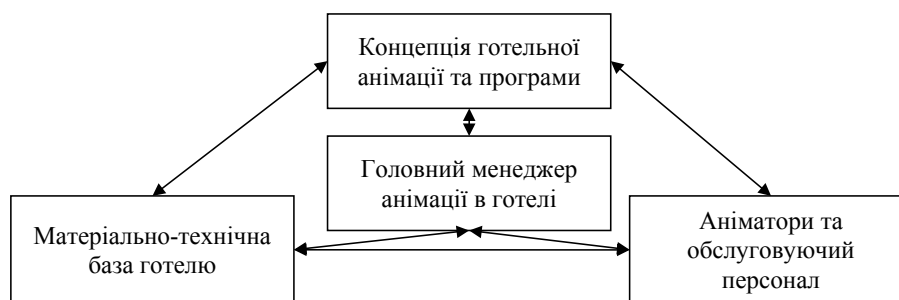 Концепція готельної
анімації та програми
Головний менеджер
анімації в готелі
Матеріально-технічна
база готелю
Аніматори та
обслуговуючий
персонал